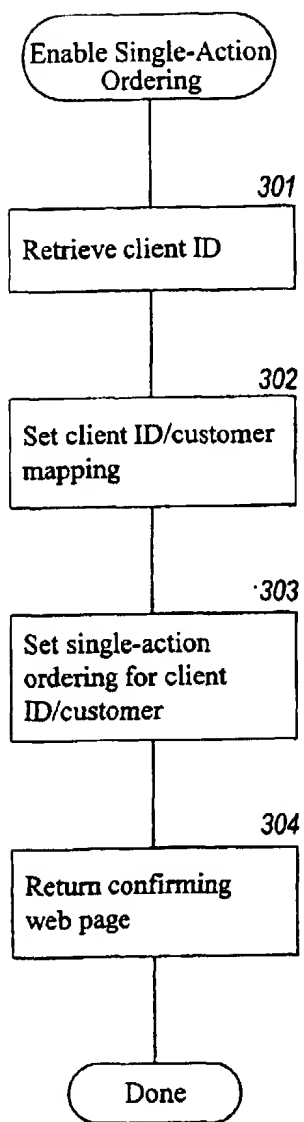 Enable Single-Action
Ordering
301
Retrieve client ID
302
Set client ID/customer
mapping
303
Set single-action
ordering for client
ID/customer
304
Return confirming
web page
Done